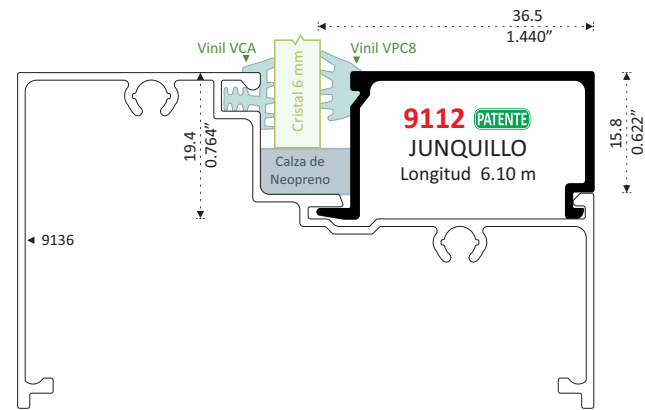 36.5
1.440”
Vinil VCA
Vinil VPC8
Cristal 6 mm
9112 PATENTE
JUNQUILLO
Longitud 6.10 m
19.4
0.764”
15.8
0.622”
Calza de
Neopreno
9136